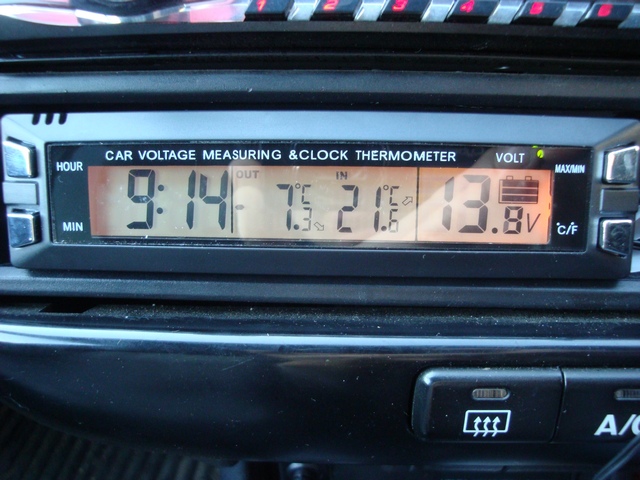 1 2 3 4 5 6
CAR VOLTAGE MEASURING &CLOCK THERMOMETER VOLT
HOUR MAX/MIN
OUT IN
9:14 -7.3°C 21.6°C 13.8V
MIN °C/F
A/C